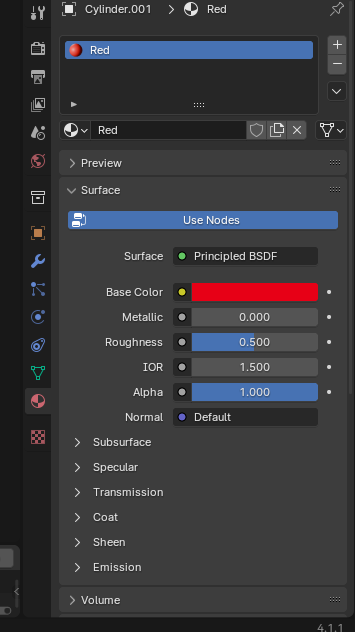 Cylinder.001 Red
Red
Red
Preview
Surface
Use Nodes
Surface Principled BSDF
Base Color
Metallic 0.000
Roughness 0.500
IOR 1.500
Alpha 1.000
Normal Default
Subsurface
Specular
Transmission
Coat
Sheen
Emission
Volume
4.1.1